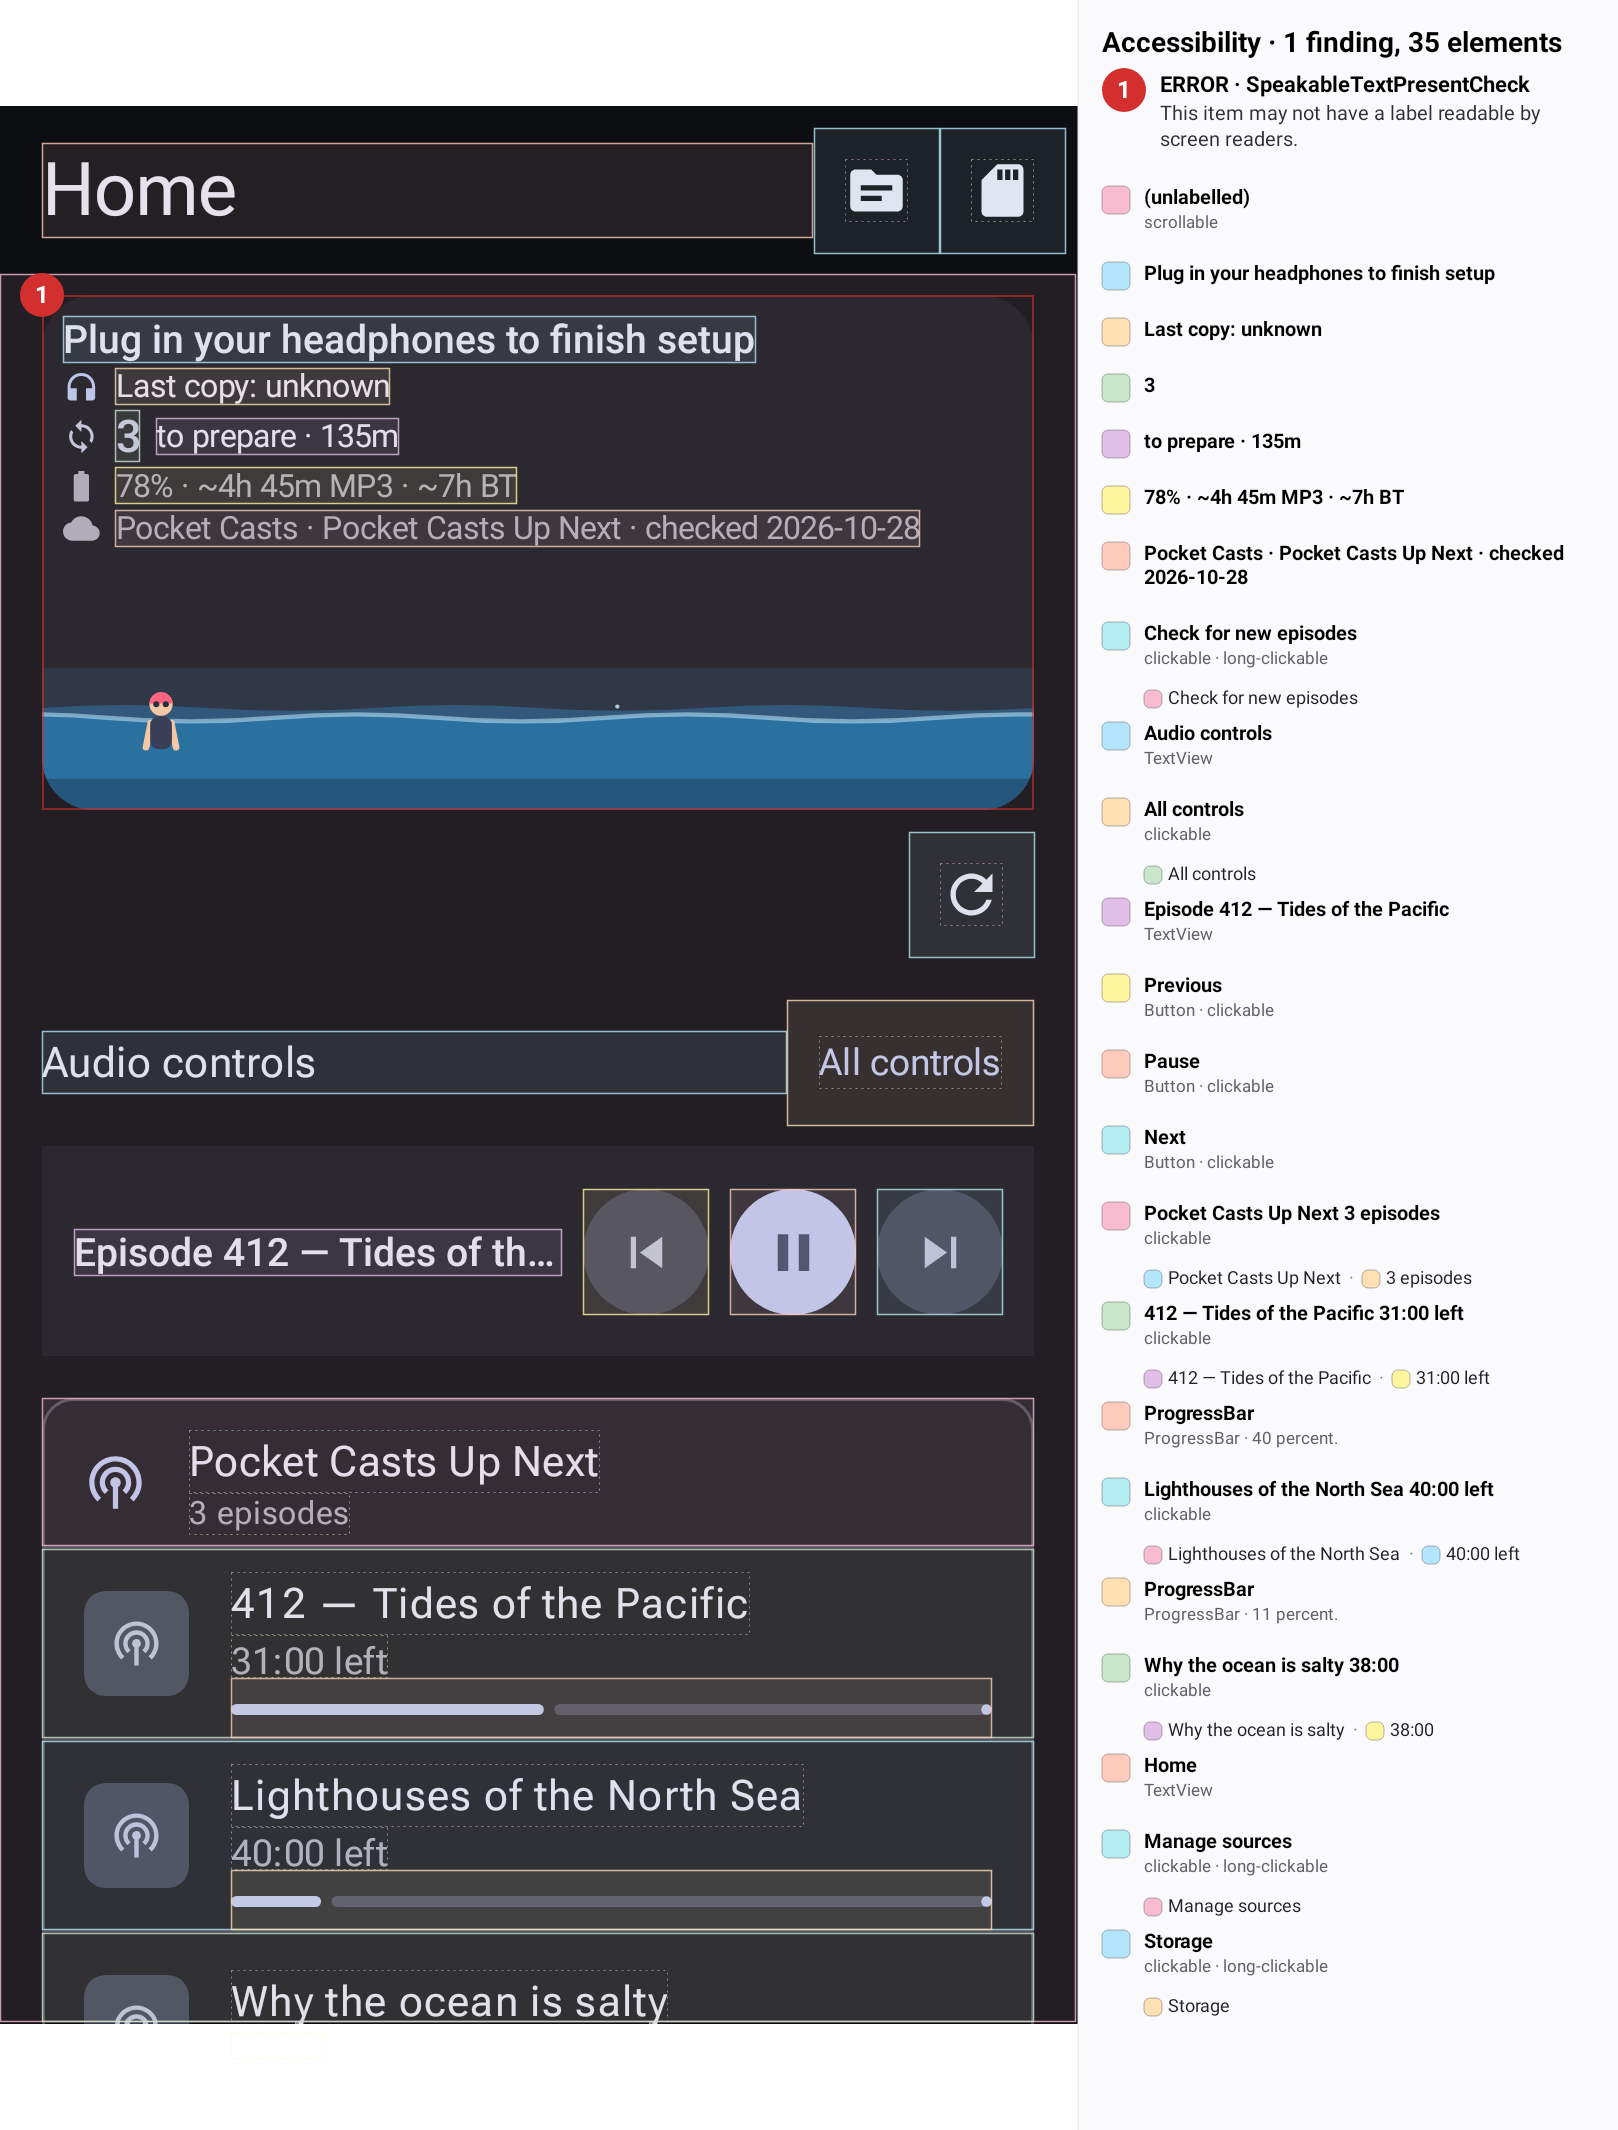 Home
1
Plug in your headphones to finish setup
Last copy: unknown
3 to prepare · 135m
78% · ~4h 45m MP3 · ~7h BT
Pocket Casts · Pocket Casts Up Next · checked 2026-10-28
Audio controls
All controls
Episode 412 — Tides of th...
Pocket Casts Up Next
3 episodes
412 — Tides of the Pacific
31:00 left
Lighthouses of the North Sea
40:00 left
Why the ocean is salty
Accessibility · 1 finding, 35 elements
1 ERROR · SpeakableTextPresentCheck
This item may not have a label readable by
screen readers.
(unlabelled)
scrollable
Plug in your headphones to finish setup
Last copy: unknown
3
to prepare · 135m
78% · ~4h 45m MP3 · ~7h BT
Pocket Casts · Pocket Casts Up Next · checked
2026-10-28
Check for new episodes
clickable · long-clickable
Check for new episodes
Audio controls
TextView
All controls
clickable
All controls
Episode 412 — Tides of the Pacific
TextView
Previous
Button · clickable
Pause
Button · clickable
Next
Button · clickable
Pocket Casts Up Next 3 episodes
clickable
Pocket Casts Up Next · 3 episodes
412 — Tides of the Pacific 31:00 left
clickable
412 — Tides of the Pacific · 31:00 left
ProgressBar
ProgressBar · 40 percent.
Lighthouses of the North Sea 40:00 left
clickable
Lighthouses of the North Sea · 40:00 left
ProgressBar
ProgressBar · 11 percent.
Why the ocean is salty 38:00
clickable
Why the ocean is salty · 38:00
Home
TextView
Manage sources
clickable · long-clickable
Manage sources
Storage
clickable · long-clickable
Storage